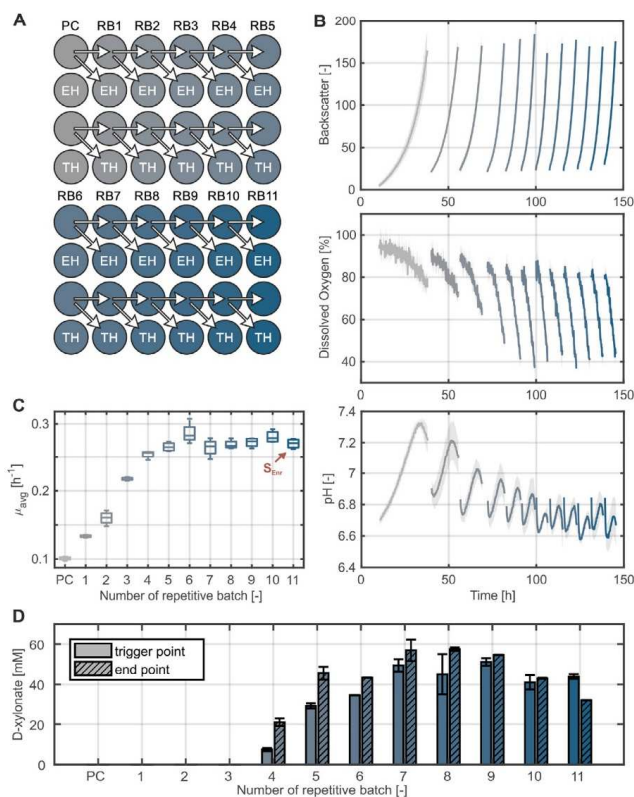 A
PC RB1 RB2 RB3 RB4 RB5
EH EH EH EH EH EH
TH TH TH TH TH TH
RB6 RB7 RB8 RB9 RB10 RB11
EH EH EH EH EH EH
TH TH TH TH TH TH
B
Backscatter [-]
200
150
100
50
0
0 50 100 150
Dissolved Oxygen [%]
100
80
60
40
0 50 100 150
pH
7.4
7.2
7
6.8
6.6
6.4
0 50 100 150
Time [h]
C
μavg [h-1]
0.3
0.2
0.1
SEnr
PC 1 2 3 4 5 6 7 8 9 10 11
Number of repetitive batch [-]
D
D-xylonate [mM]
60
40
20
0
trigger point
end point
PC 1 2 3 4 5 6 7 8 9 10 11
Number of repetitive batch [-]